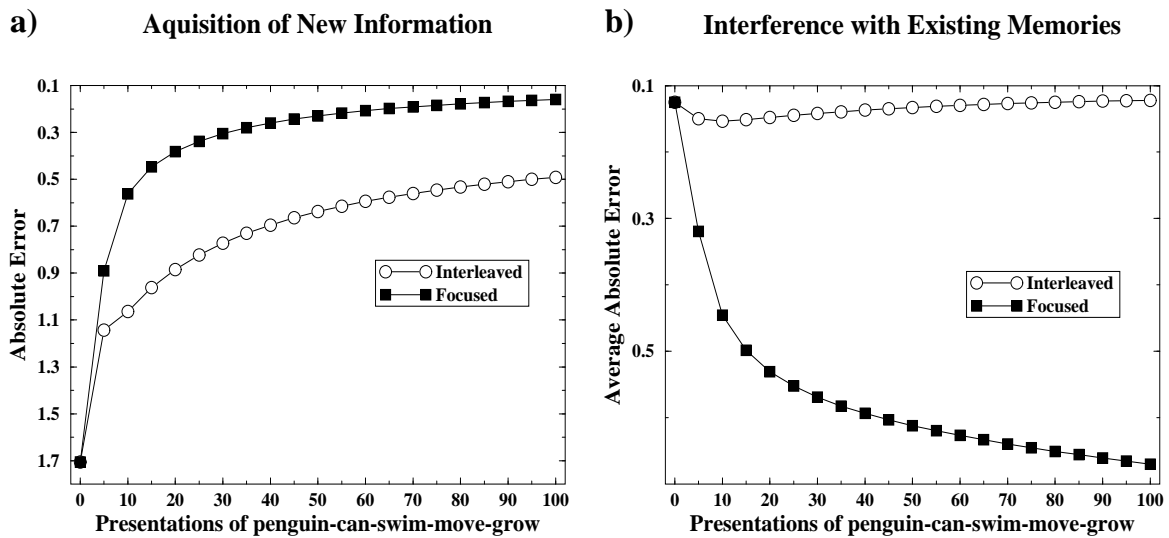 a) Aquisition of New Information
Absolute Error
0.1
0.3
0.5
0.7
0.9
1.1
1.3
1.5
1.7
Interleaved
Focused
0 10 20 30 40 50 60 70 80 90 100
Presentations of penguin-can-swim-move-grow
b) Interference with Existing Memories
Average Absolute Error
0.1
0.3
0.5
Interleaved
Focused
0 10 20 30 40 50 60 70 80 90 100
Presentations of penguin-can-swim-move-grow